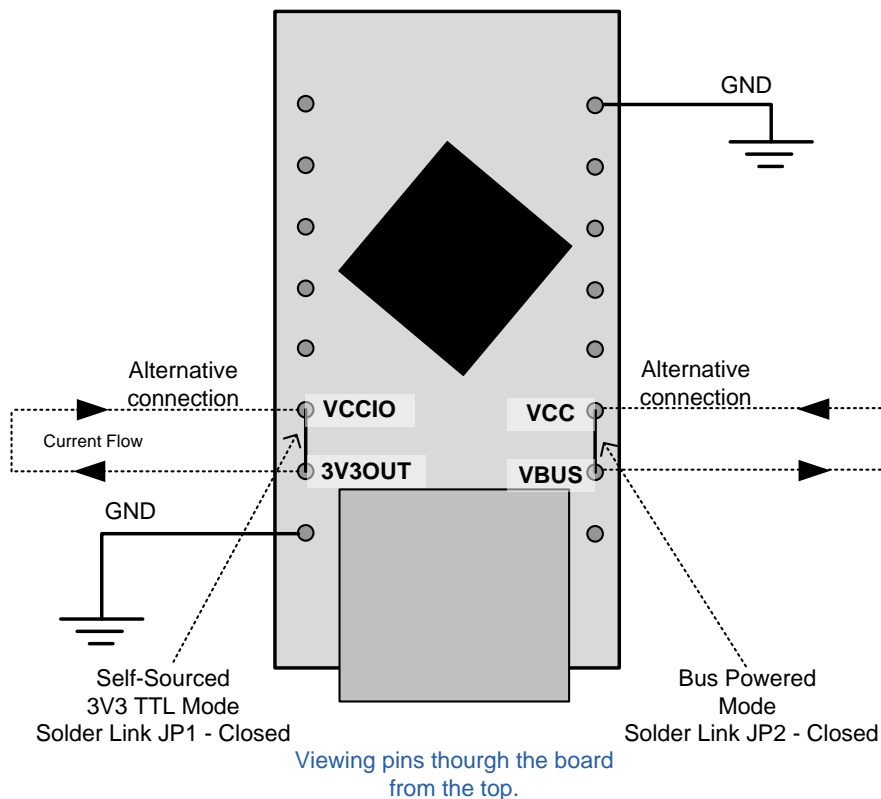 GND
Alternative
connection
VCCIO
VCC
Alternative
connection
Current Flow
3V3OUT
VBUS
GND
Self-Sourced
3V3 TTL Mode
Solder Link JP1 - Closed
Bus Powered
Mode
Solder Link JP2 - Closed
Viewing pins thourgh the board
from the top.